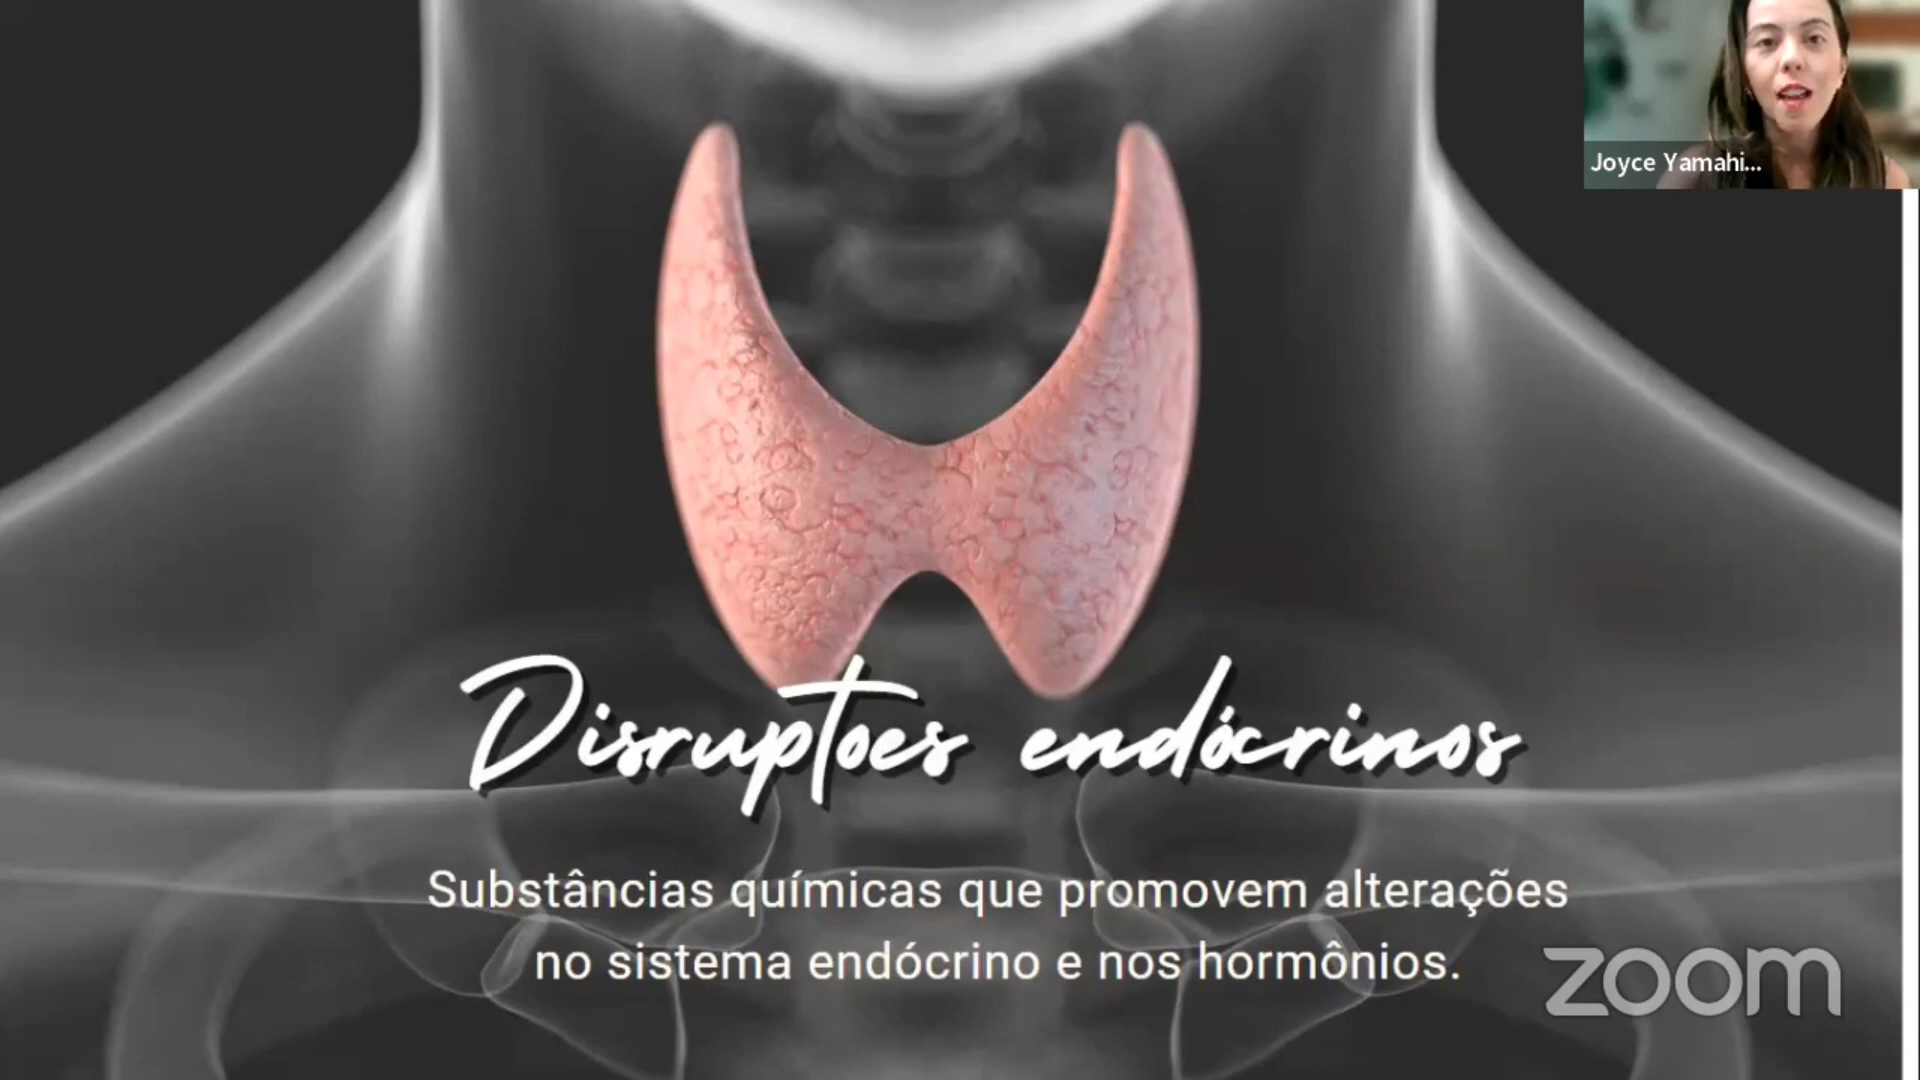 Joyce Yamahi...
Disruptoes endócrinos
Substâncias químicas que promovem alterações
no sistema endócrino e nos hormônios.
zoom